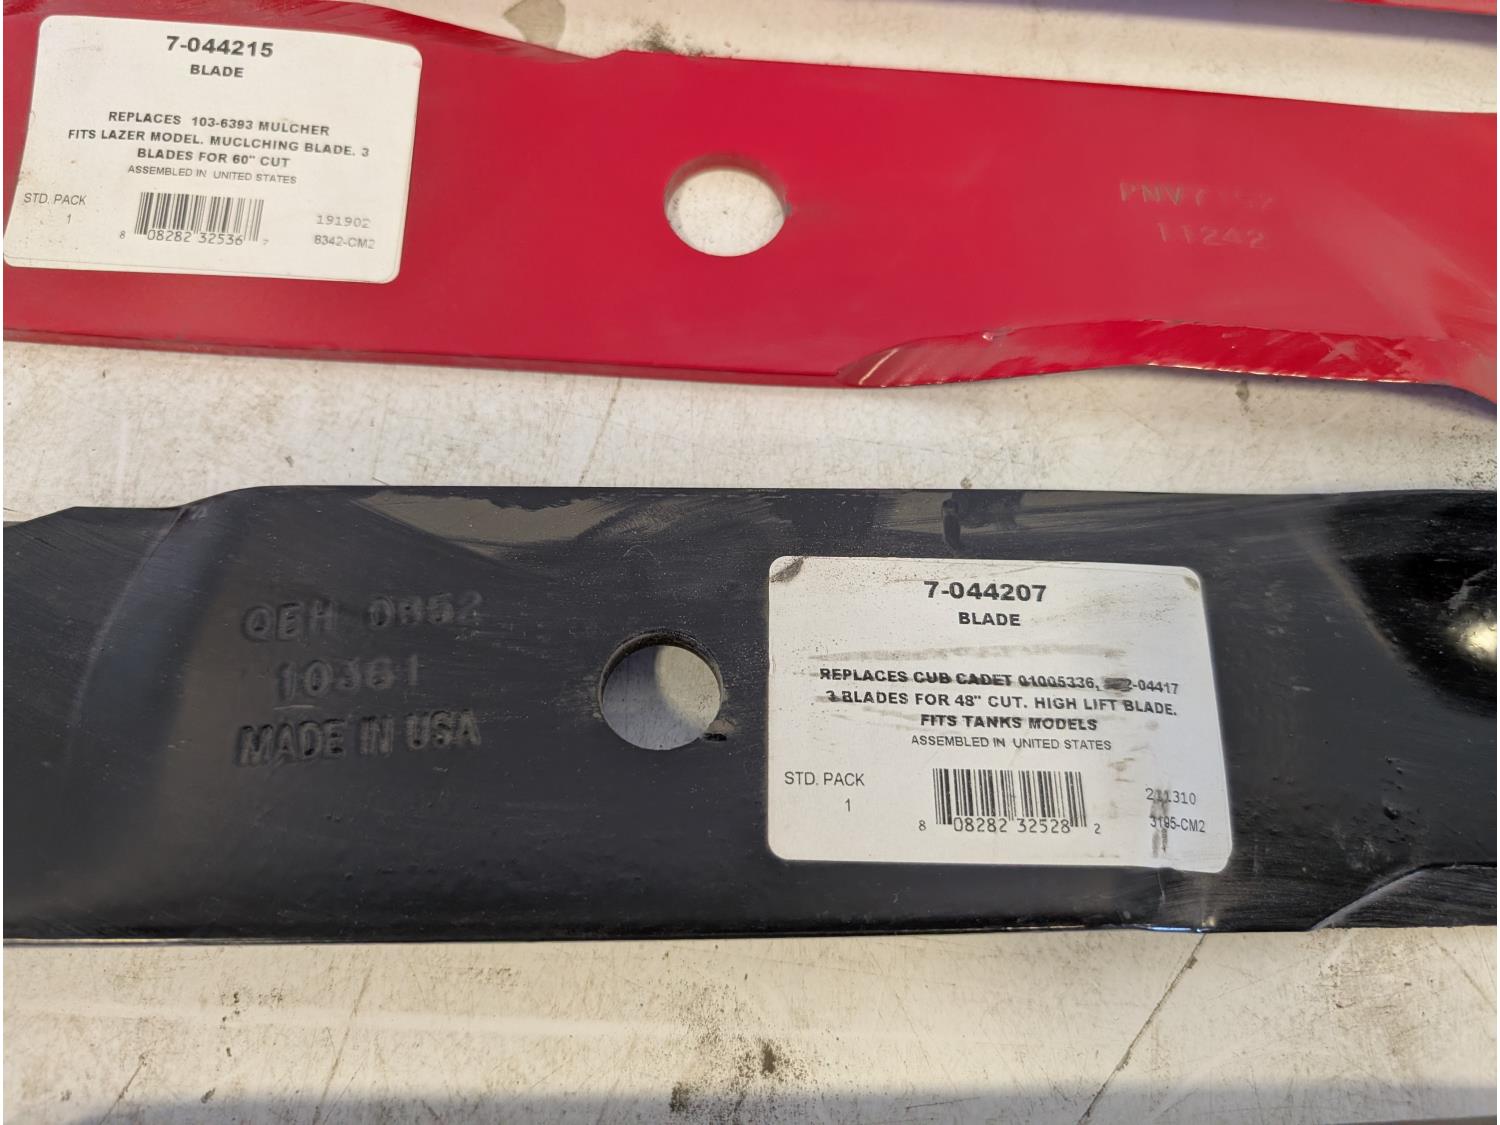 7-044215
BLADE
REPLACES 103-6393 MULCHER
FITS LAZER MODEL. MUCLCHING BLADE. 3
BLADES FOR 60" CUT
ASSEMBLED IN UNITED STATES
STD. PACK
1
8 08282 32536 7
191902
8342-CM2
11242
QEH 0852
10361
MADE IN USA
7-044207
BLADE
REPLACES CUB CADET 01005336, -04417
3 BLADES FOR 48" CUT. HIGH LIFT BLADE.
FITS TANKS MODELS
ASSEMBLED IN UNITED STATES
STD. PACK
1
8 08282 32528 2
211310
3195-CM2